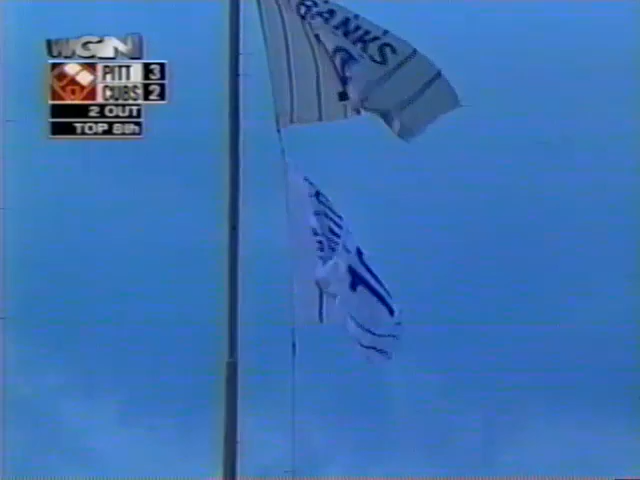 WGN
PITT 3
CUBS 2
2 OUT
TOP 8th
BANKS